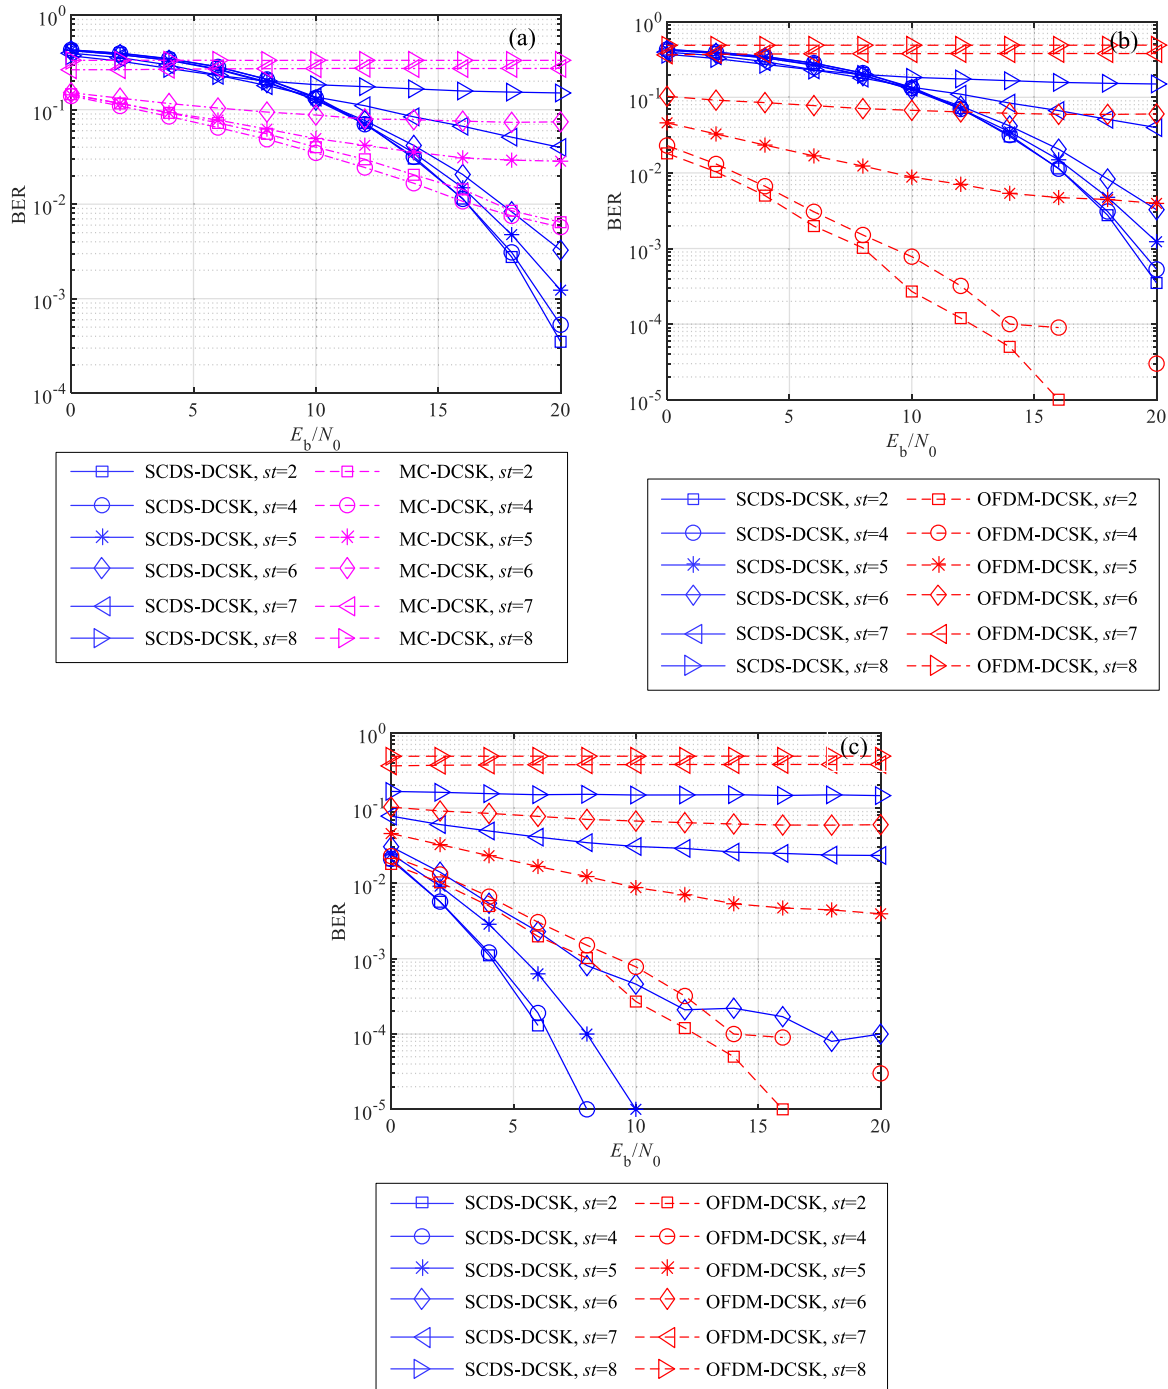 (a)
10^0
10^-1
10^-2
10^-3
10^-4
BER
0 5 10 15 20
E_b/N_0
SCDS-DCSK, st=2 MC-DCSK, st=2
SCDS-DCSK, st=4 MC-DCSK, st=4
SCDS-DCSK, st=5 MC-DCSK, st=5
SCDS-DCSK, st=6 MC-DCSK, st=6
SCDS-DCSK, st=7 MC-DCSK, st=7
SCDS-DCSK, st=8 MC-DCSK, st=8
(b)
10^0
10^-1
10^-2
10^-3
10^-4
10^-5
BER
0 5 10 15 20
E_b/N_0
SCDS-DCSK, st=2 OFDM-DCSK, st=2
SCDS-DCSK, st=4 OFDM-DCSK, st=4
SCDS-DCSK, st=5 OFDM-DCSK, st=5
SCDS-DCSK, st=6 OFDM-DCSK, st=6
SCDS-DCSK, st=7 OFDM-DCSK, st=7
SCDS-DCSK, st=8 OFDM-DCSK, st=8
(c)
10^0
10^-1
10^-2
10^-3
10^-4
10^-5
BER
0 5 10 15 20
E_b/N_0
SCDS-DCSK, st=2 OFDM-DCSK, st=2
SCDS-DCSK, st=4 OFDM-DCSK, st=4
SCDS-DCSK, st=5 OFDM-DCSK, st=5
SCDS-DCSK, st=6 OFDM-DCSK, st=6
SCDS-DCSK, st=7 OFDM-DCSK, st=7
SCDS-DCSK, st=8 OFDM-DCSK, st=8